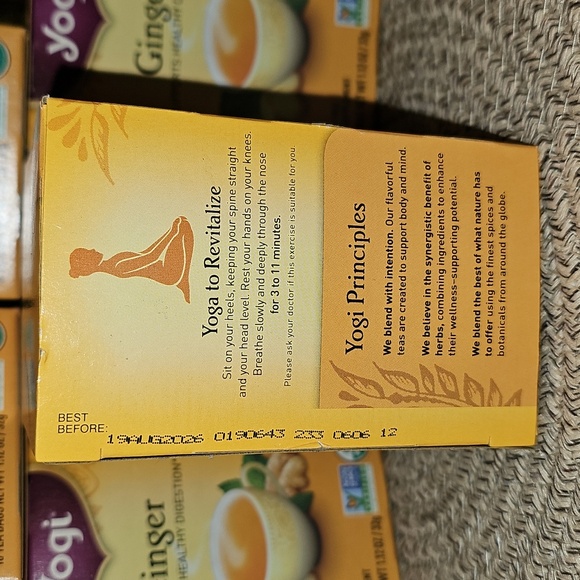 Yoga to Revitalize
Sit on your heels, keeping your spine straight
and your head level. Rest your hands on your knees.
Breathe slowly and deeply through the nose
for 3 to 11 minutes.
Please ask your doctor if this exercise is suitable for you.
Yogi Principles
We blend with intention. Our flavorful
teas are created to support body and mind.
We believe in the synergistic benefit of
herbs, combining ingredients to enhance
their wellness-supporting potential.
We blend the best of what nature has
to offer using the finest spices and
botanicals from around the globe.
BEST
BEFORE:
19AUG2026 0190643 233 0606 12
Yogi
Ginger
Yogi
Ginger
HEALTHY DIGESTION